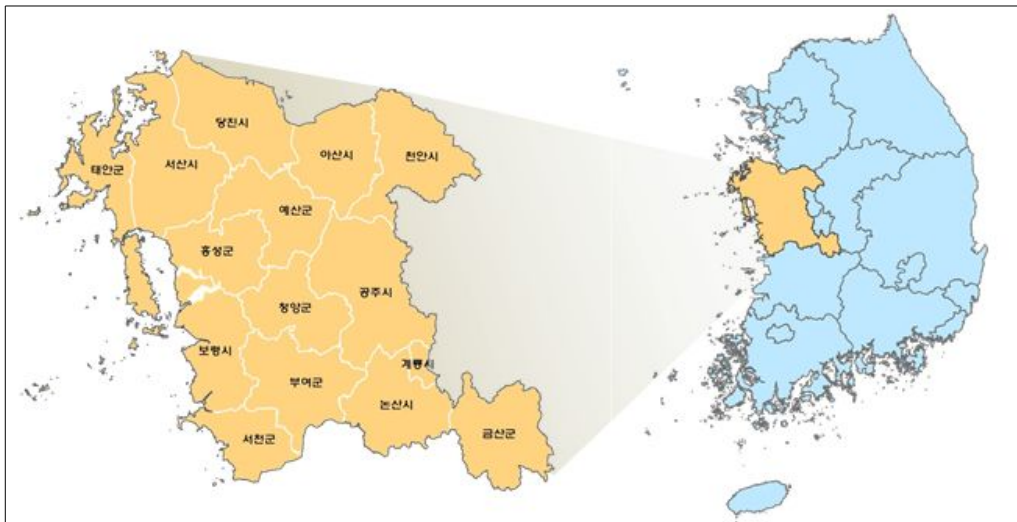 당진시
아산시
천안시
태안군
서산시
예산군
홍성군
공주시
청양군
보령시
계룡시
부여군
논산시
서천군
금산군